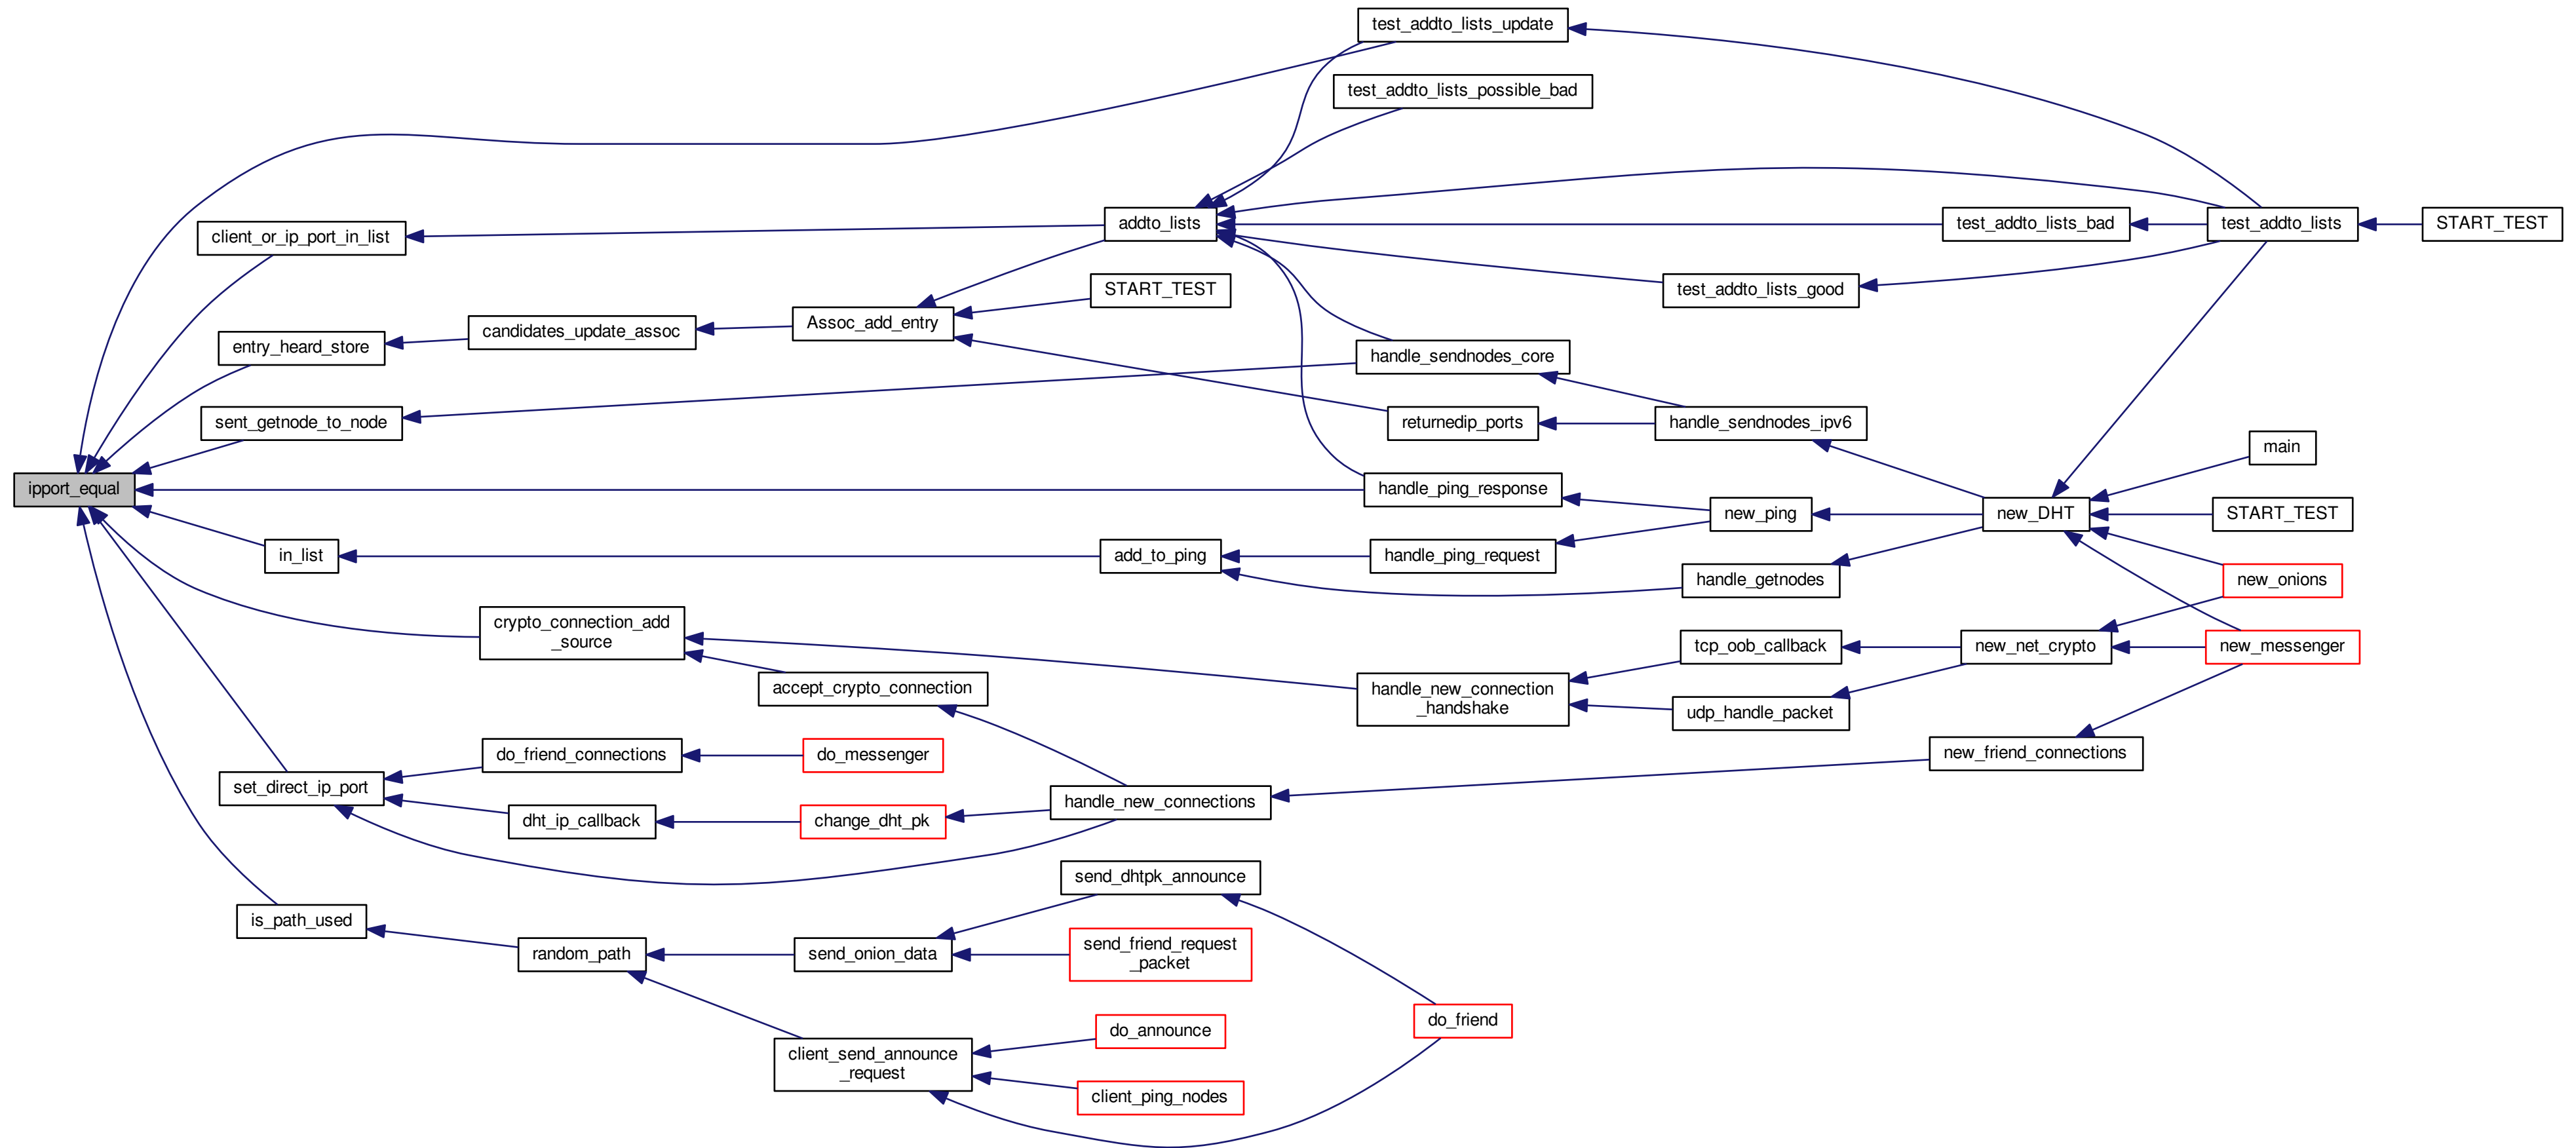 test_addto_lists_update
test_addto_lists_possible_bad
client_or_ip_port_in_list
addto_lists
test_addto_lists_bad
test_addto_lists
START_TEST
START_TEST
test_addto_lists_good
Assoc_add_entry
candidates_update_assoc
entry_heard_store
handle_sendnodes_core
sent_getnode_to_node
returnedip_ports
handle_sendnodes_ipv6
main
ipport_equal
handle_ping_response
new_ping
new_DHT
START_TEST
in_list
add_to_ping
handle_ping_request
handle_getnodes
new_onions
crypto_connection_add
_source
tcp_oob_callback
new_net_crypto
new_messenger
accept_crypto_connection
handle_new_connection
_handshake
udp_handle_packet
do_friend_connections
do_messenger
new_friend_connections
set_direct_ip_port
dht_ip_callback
change_dht_pk
handle_new_connections
send_dhtpk_announce
is_path_used
random_path
send_onion_data
send_friend_request
_packet
do_friend
do_announce
client_send_announce
_request
client_ping_nodes